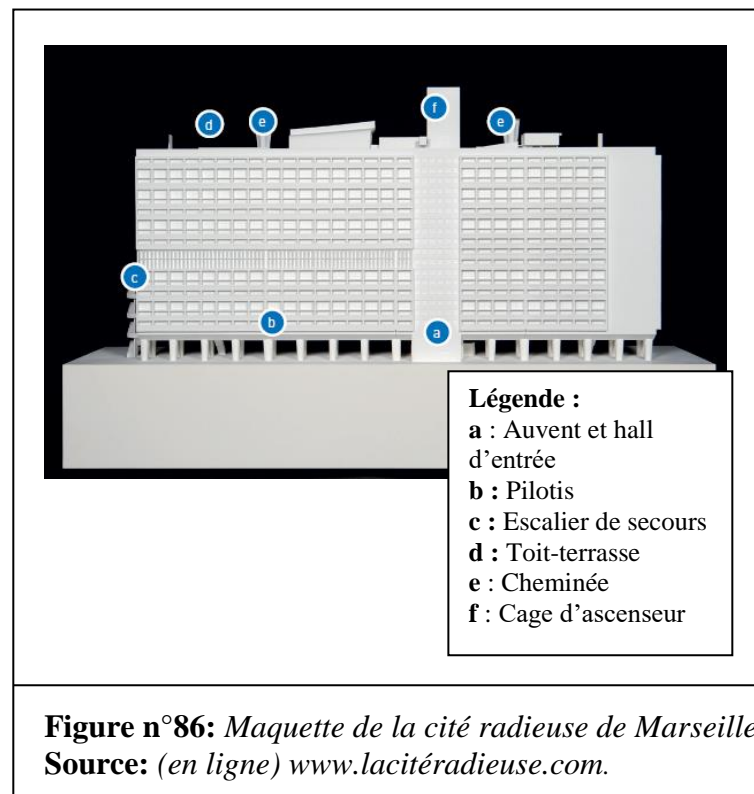 f
d
e
e
c
b
a
Légende :
a : Auvent et hall
d’entrée
b : Pilotis
c : Escalier de secours
d : Toit-terrasse
e : Cheminée
f : Cage d’ascenseur
Figure n°86: Maquette de la cité radieuse de Marseille
Source: (en ligne) www.lacitéradieuse.com.